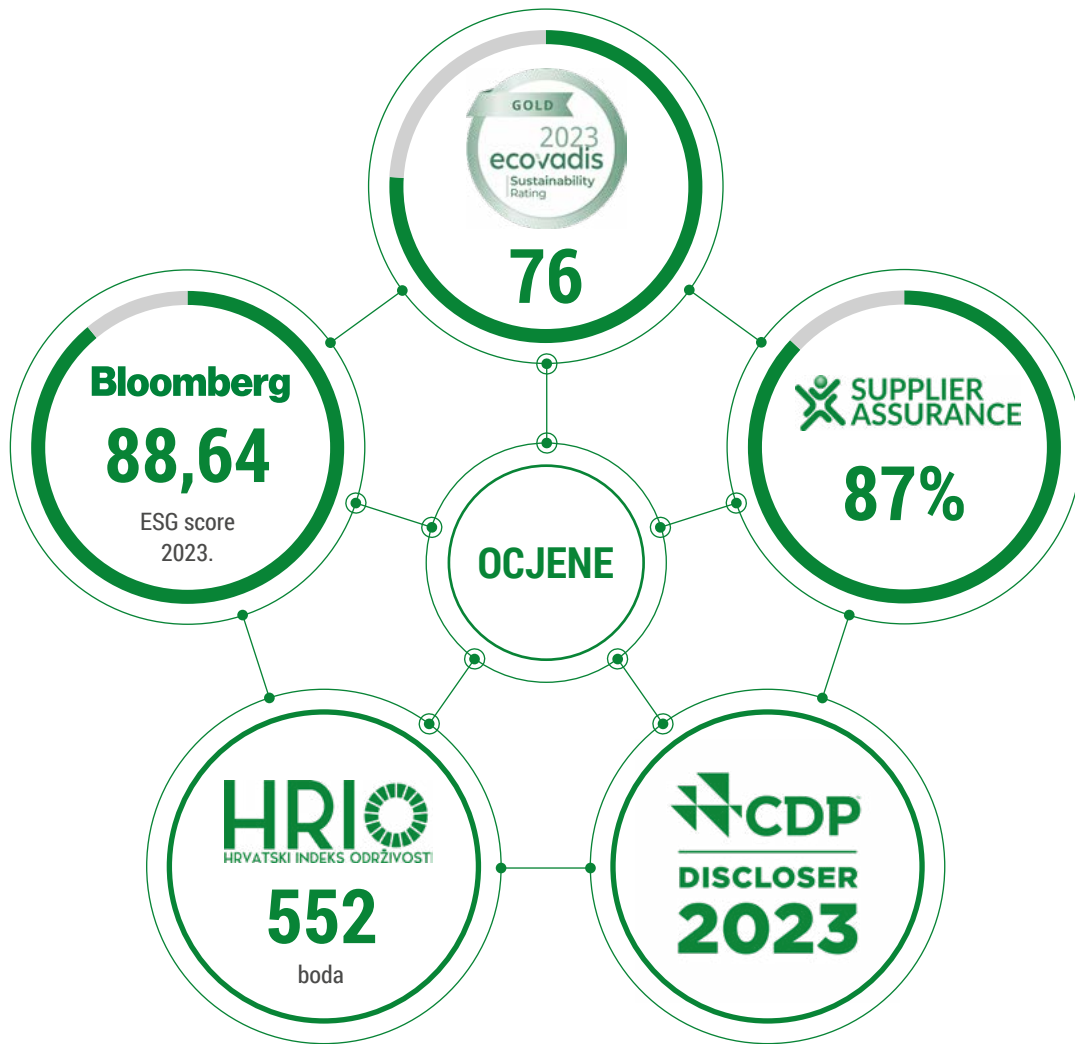 GOLD
2023
ecovadis
Sustainability
Rating
76
Bloomberg
88,64
ESG score
2023.
SUPPLIER
ASSURANCE
87%
OCJENE
HRIO
HRVATSKI INDEKS ODRŽIVOSTI
552
boda
CDP
DISCLOSER
2023